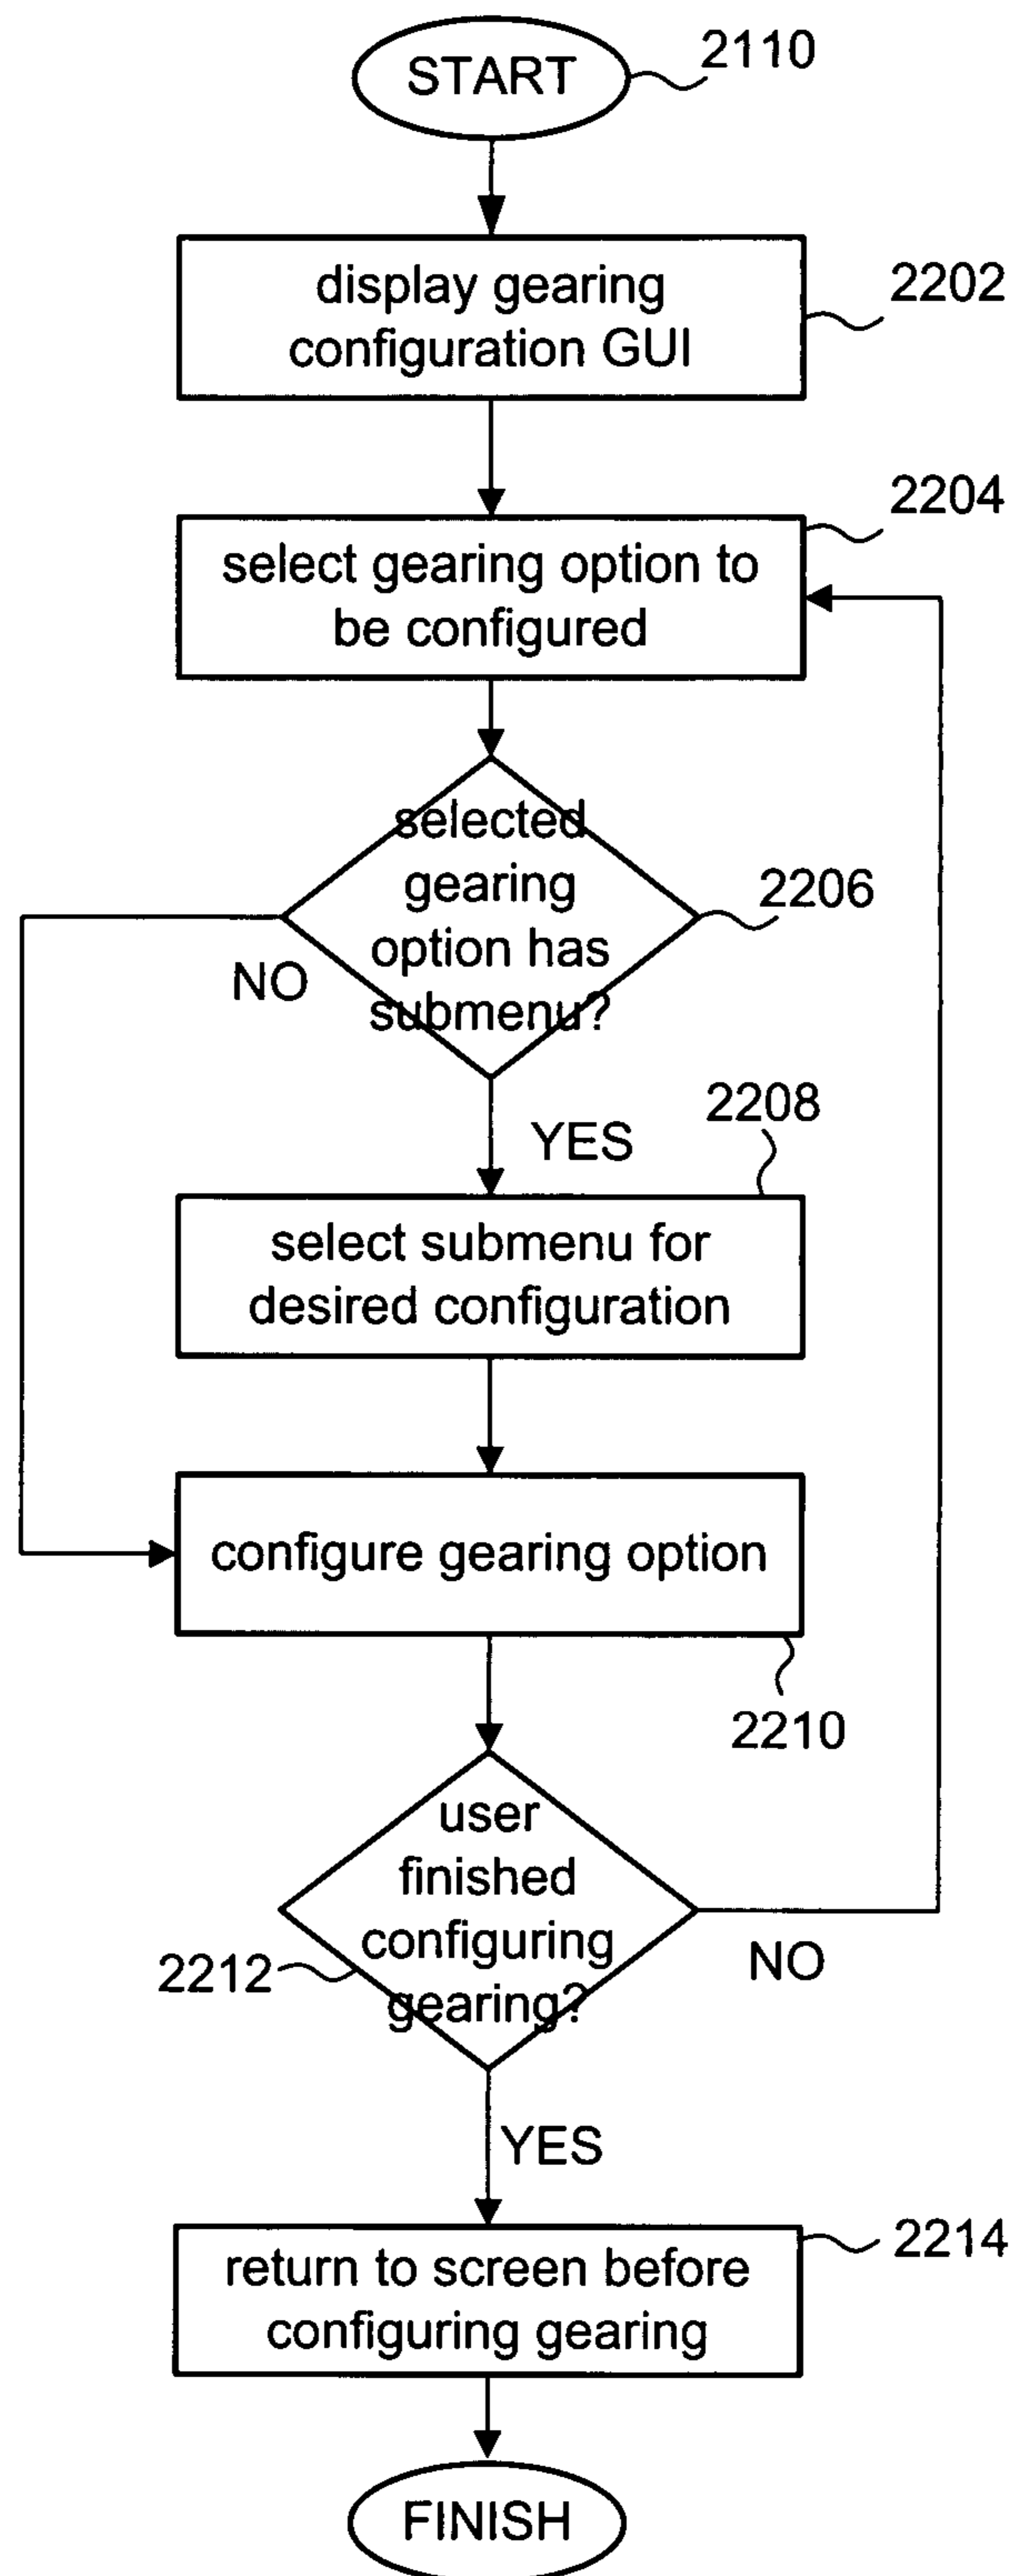 START
2110
display gearing
configuration GUI
2202
select gearing option to
be configured
2204
selected
gearing
option has
submenu?
2206
NO
YES
2208
select submenu for
desired configuration
configure gearing option
2210
user
finished
configuring
gearing?
2212
NO
YES
return to screen before
configuring gearing
2214
FINISH